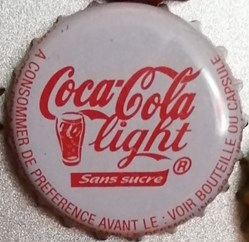 Coca-Cola
light
Sans sucre
®
A CONSOMMER DE PREFERENCE AVANT LE : VOIR BOUTEILLE OU CAPSULE